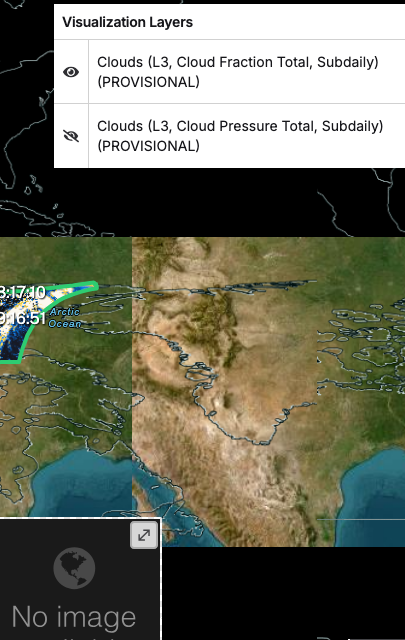 Visualization Layers
Clouds (L3, Cloud Fraction Total, Subdaily)
(PROVISIONAL)
Clouds (L3, Cloud Pressure Total, Subdaily)
(PROVISIONAL)
3:17:10
9:16:51
Arctic
Ocean
No image